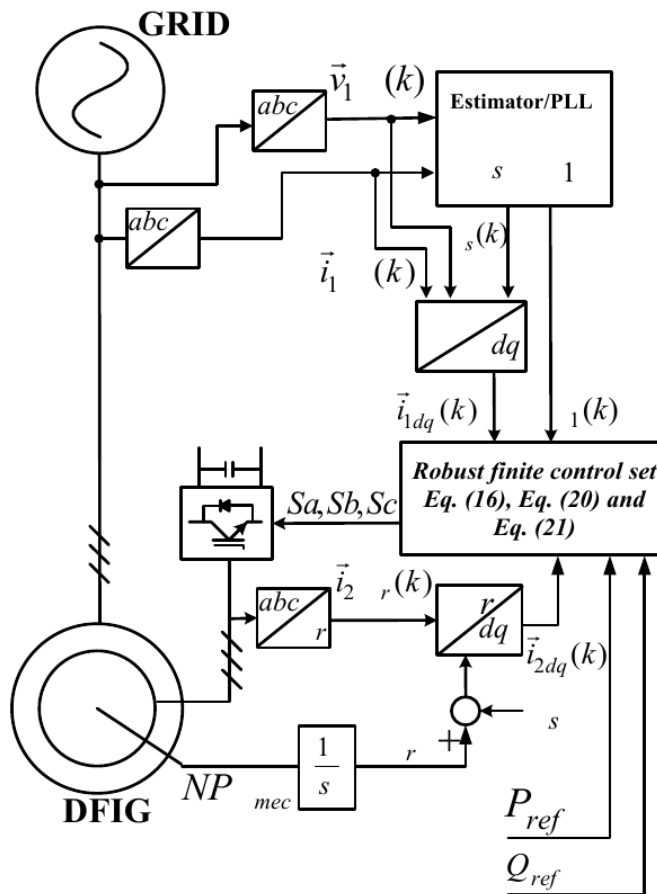 GRID
abc
v⃗₁ (k)
Estimator/PLL
s 1
abc
i⃗₁ (k)
s(k)
dq
i⃗₁dq(k)
₁(k)
Robust finite control set
Eq. (16), Eq. (20) and
Eq. (21)
Sa,Sb,Sc
abc
r
i⃗₂ r(k)
r
dq
i⃗₂dq(k)
+
s
r
1
s
NP mec
DFIG
Pref
Qref